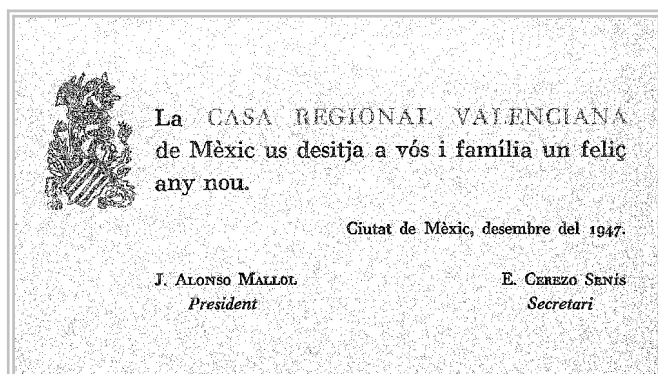 La CASA REGIONAL VALENCIANA
de Mèxic us desitja a vós i família un feliç
any nou.
Ciutat de Mèxic, desembre del 1947.
J. ALONSO MALLOL
President
E. CEREZO SENÍS
Secretari